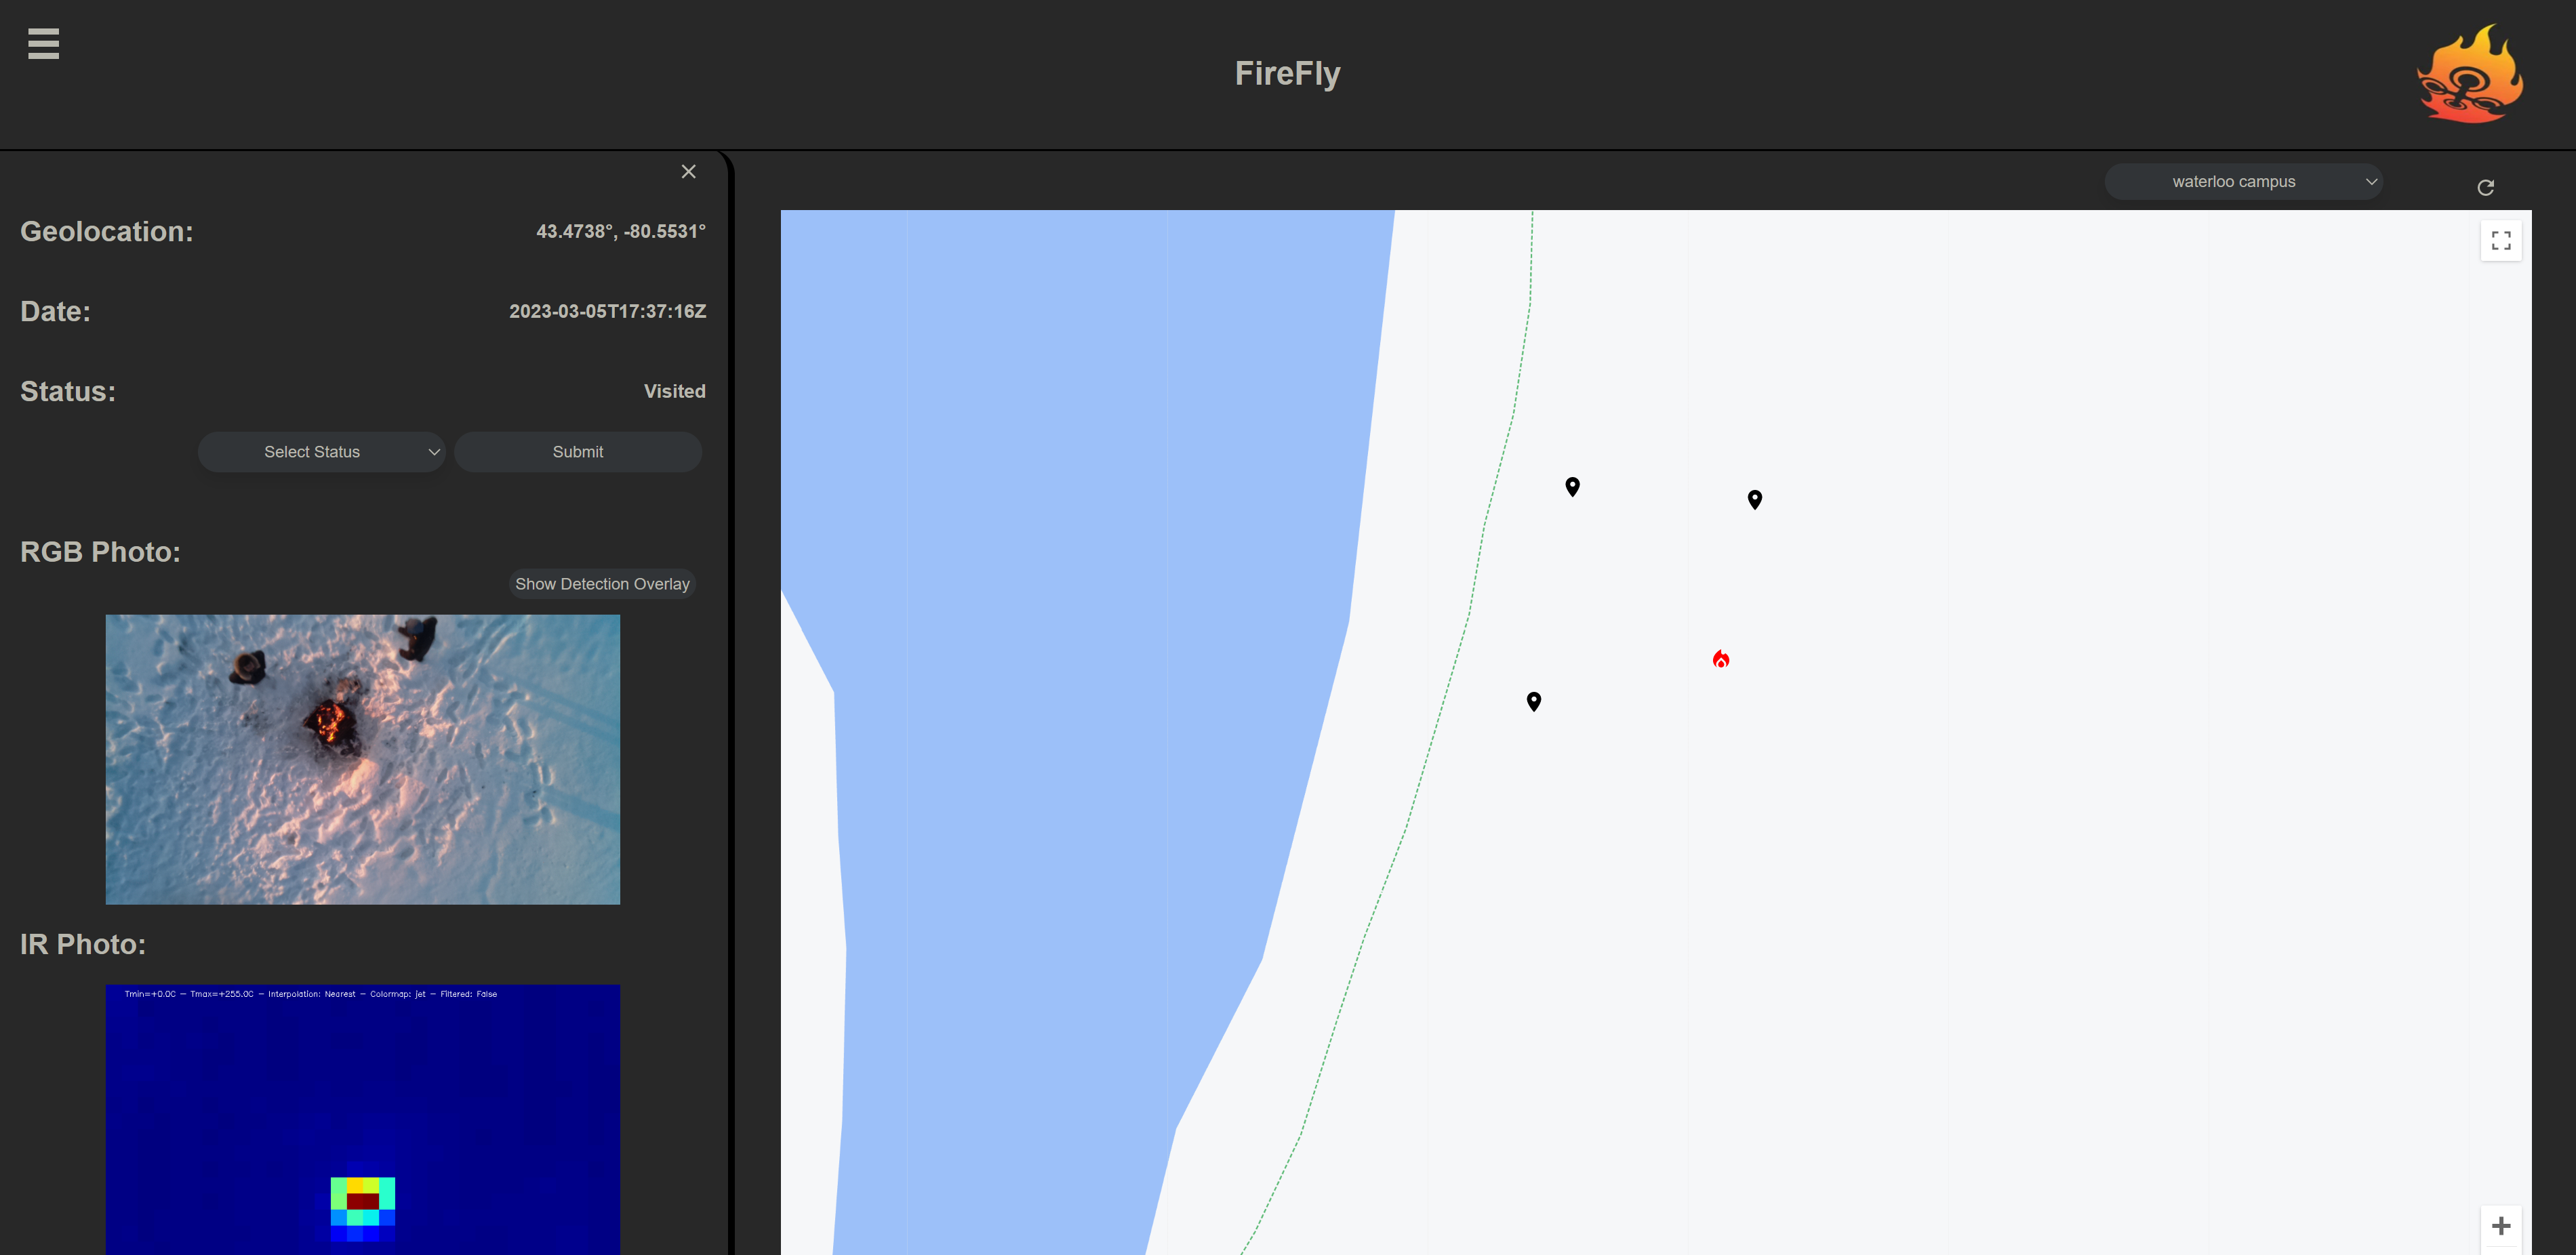 FireFly
waterloo campus
Geolocation: 43.4738°, -80.5531°
Date: 2023-03-05T17:37:16Z
Status: Visited
Select Status Submit
RGB Photo:
Show Detection Overlay
IR Photo:
Tmin=+0.0C - Tmax=+255.0C - Interpolation: Nearest - Colormap: jet - Filtered: False